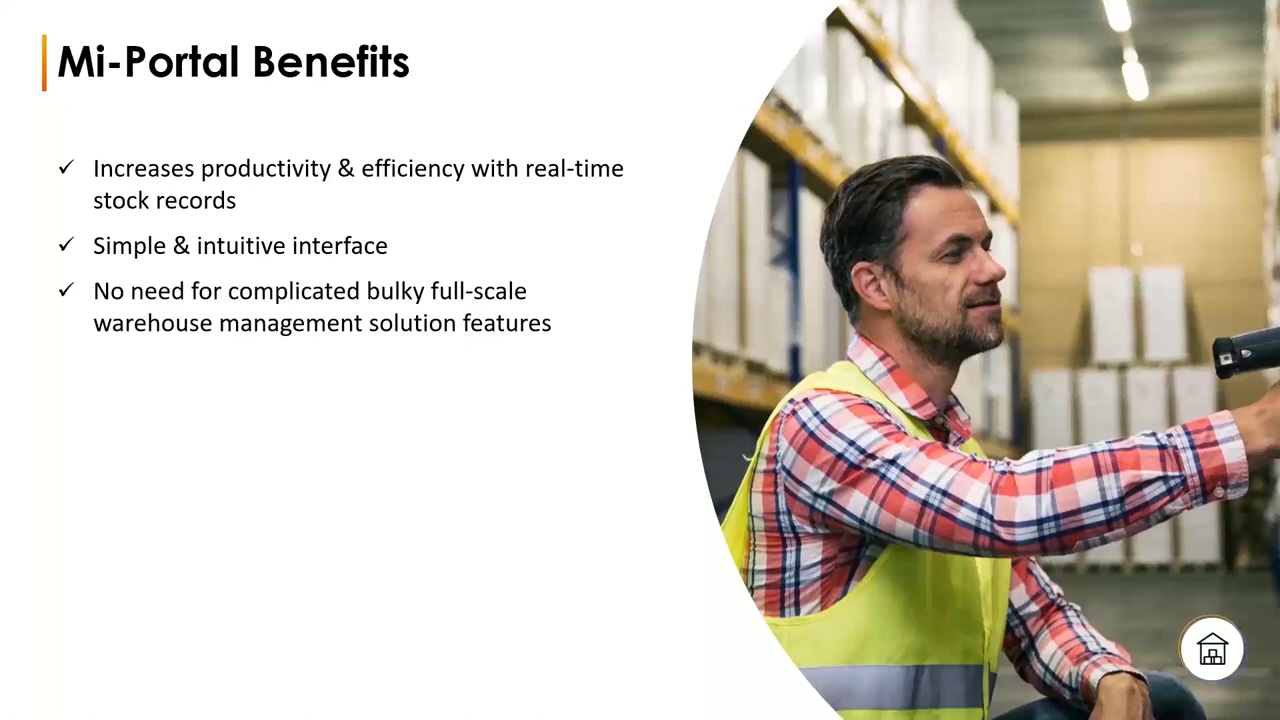 Mi-Portal Benefits
✓ Increases productivity & efficiency with real-time
stock records
✓ Simple & intuitive interface
✓ No need for complicated bulky full-scale
warehouse management solution features